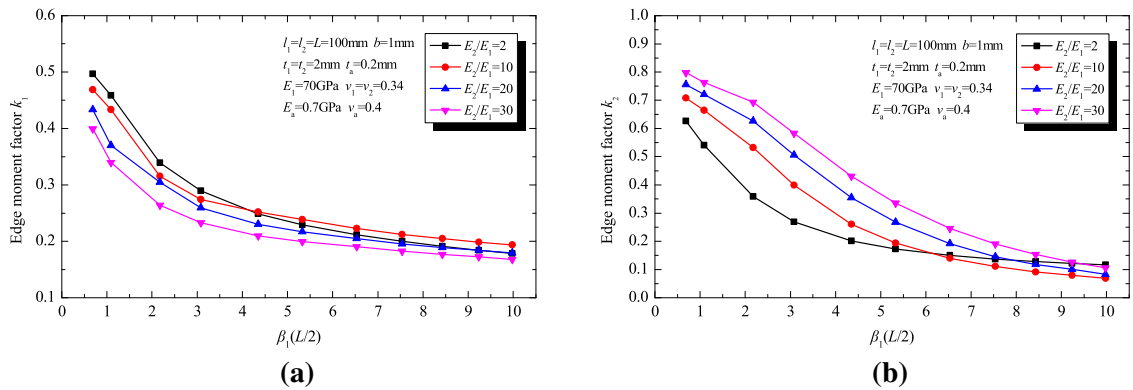 0.6
0.5
0.4
0.3
0.2
0.1
Edge moment factor k₁
l₁=l₂=L=100mm b=1mm
t₁=t₂=2mm tₐ=0.2mm
E₁=70GPa v₁=v₂=0.34
Eₐ=0.7GPa vₐ=0.4
E₂/E₁=2
E₂/E₁=10
E₂/E₁=20
E₂/E₁=30
0 1 2 3 4 5 6 7 8 9 10
β₁(L/2)
(a)
1.0
0.9
0.8
0.7
0.6
0.5
0.4
0.3
0.2
0.1
0.0
Edge moment factor k₂
l₁=l₂=L=100mm b=1mm
t₁=t₂=2mm tₐ=0.2mm
E₁=70GPa v₁=v₂=0.34
Eₐ=0.7GPa vₐ=0.4
E₂/E₁=2
E₂/E₁=10
E₂/E₁=20
E₂/E₁=30
0 1 2 3 4 5 6 7 8 9 10
β₁(L/2)
(b)